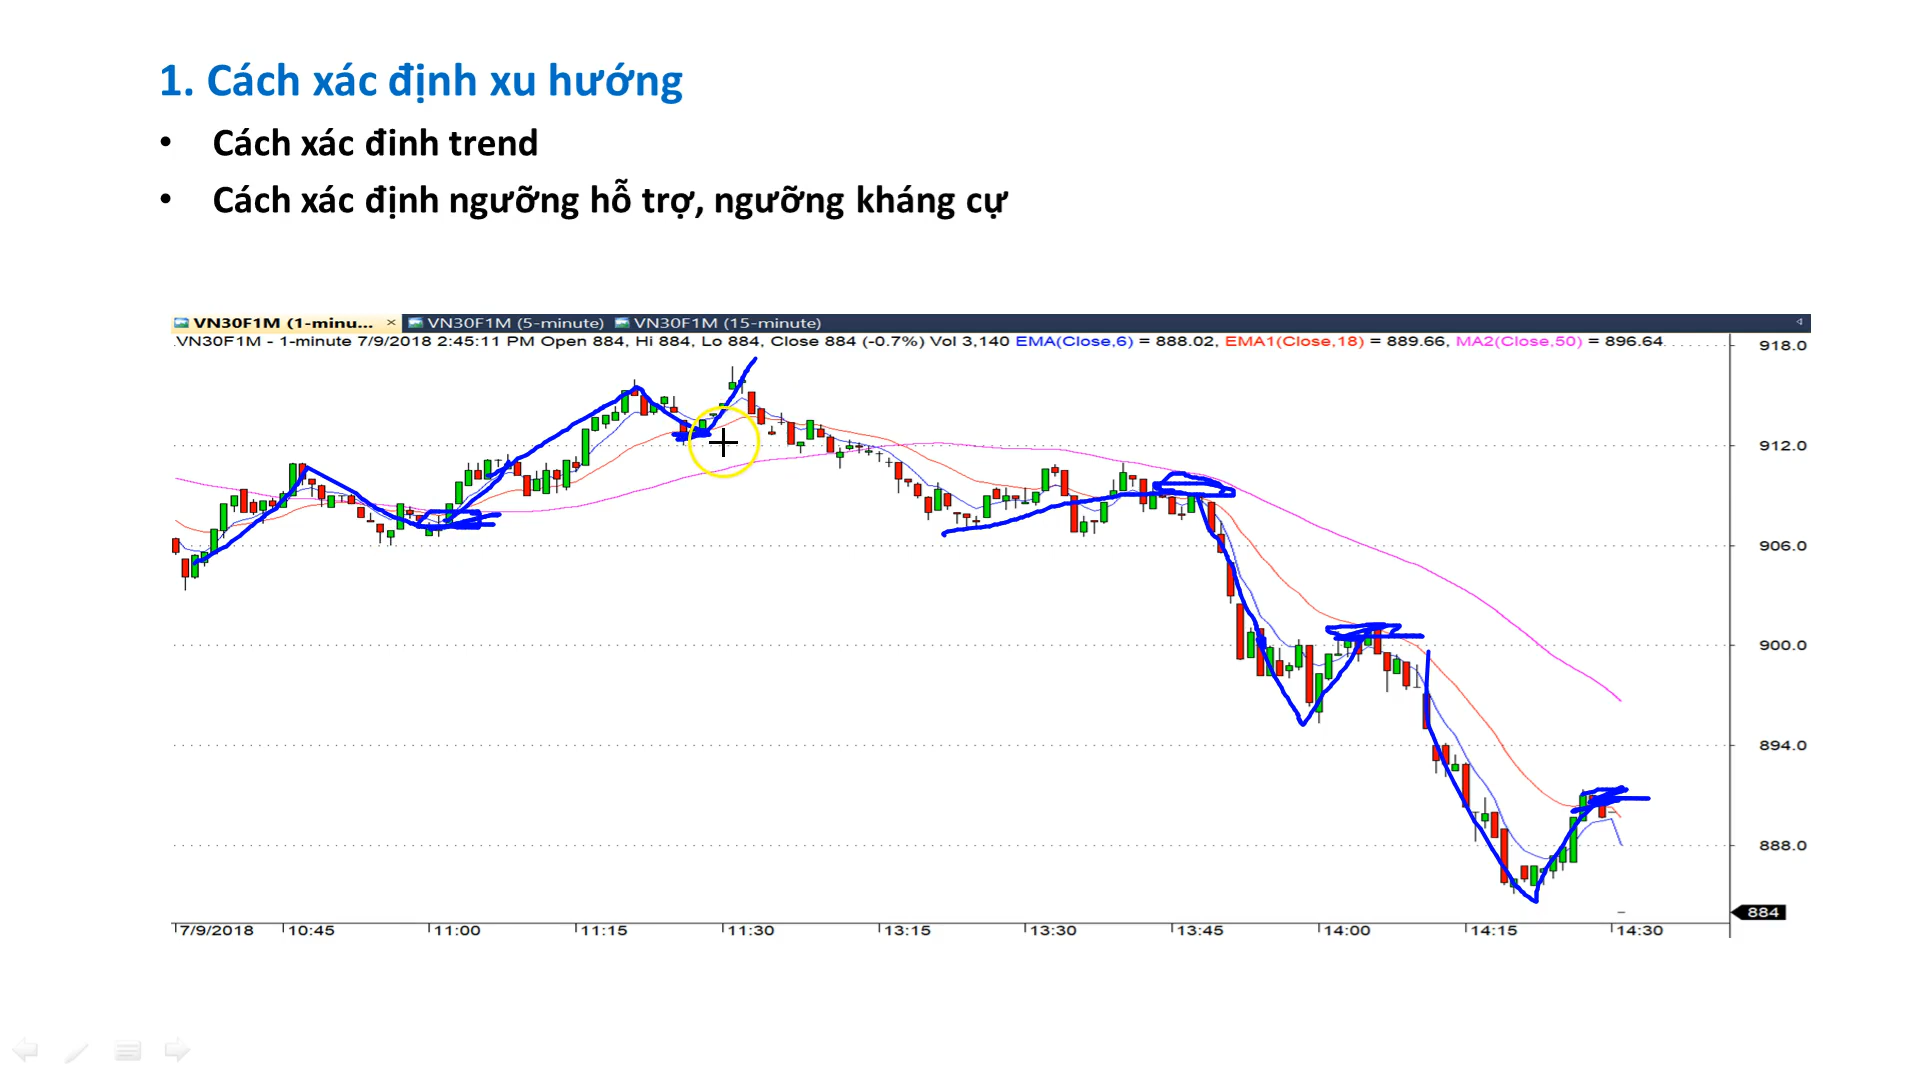 1. Cách xác định xu hướng
• Cách xác đinh trend
• Cách xác định ngưỡng hỗ trợ, ngưỡng kháng cự
VN30F1M (1-minu... × VN30F1M (5-minute) VN30F1M (15-minute)
.VN30F1M - 1-minute 7/9/2018 2:45:11 PM Open 884, Hi 884, Lo 884, Close 884 (-0.7%) Vol 3,140 EMA(Close,6) = 888.02, EMA1(Close,18) = 889.66, MA2(Close,50) = 896.64
918.0
912.0
906.0
900.0
894.0
888.0
884
7/9/2018 10:45 11:00 11:15 11:30 13:15 13:30 13:45 14:00 14:15 14:30